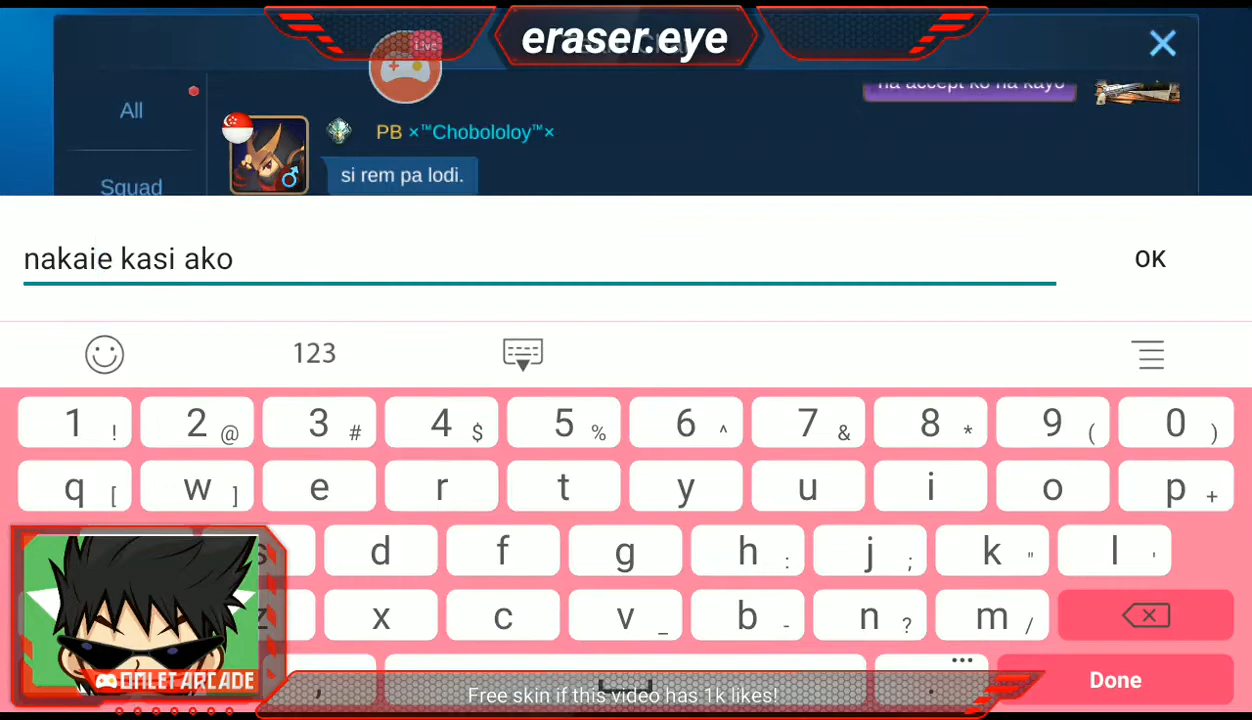 eraser.eye
Live
All
na accept ko na kayo
PB ×™Chobololoy™×
Squad
si rem pa lodi.
nakaie kasi ako
OK
123
1 ! 2 @ 3 # 4 $ 5 % 6 ^ 7 & 8 * 9 ( 0 )
q [ w ] e r t y u i o p +
s d f g h : j ; k " l '
z x c v _ b - n ? m /
, . ... Done
OMLET ARCADE
Free skin if this video has 1k likes!